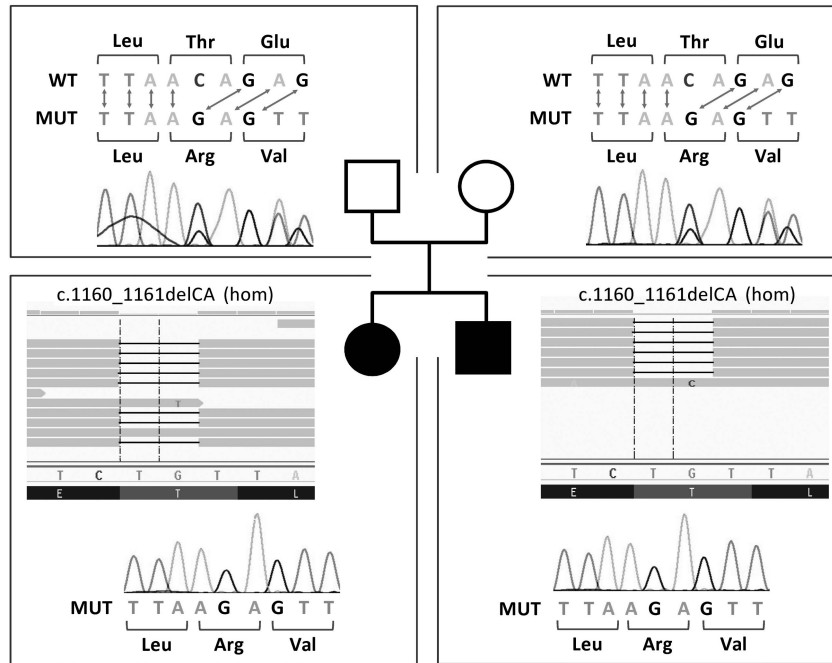 Leu Thr Glu
WT T T A A C A G A G
MUT T T A A G A G T T
Leu Arg Val
Leu Thr Glu
WT T T A A C A G A G
MUT T T A A G A G T T
Leu Arg Val
c.1160_1161delCA (hom)
T
T C T G T T A
E T L
MUT T T A A G A G T T
Leu Arg Val
c.1160_1161delCA (hom)
A C
T C T G T T A
E T L
MUT T T A A G A G T T
Leu Arg Val